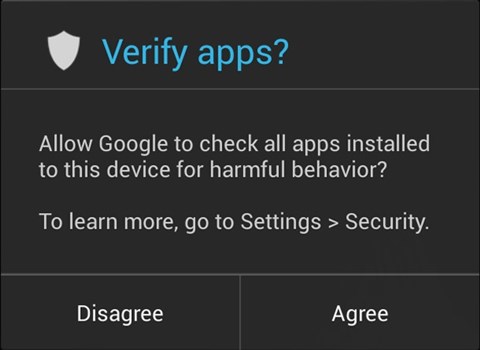 Verify apps?
Allow Google to check all apps installed
to this device for harmful behavior?
To learn more, go to Settings > Security.
Disagree
Agree